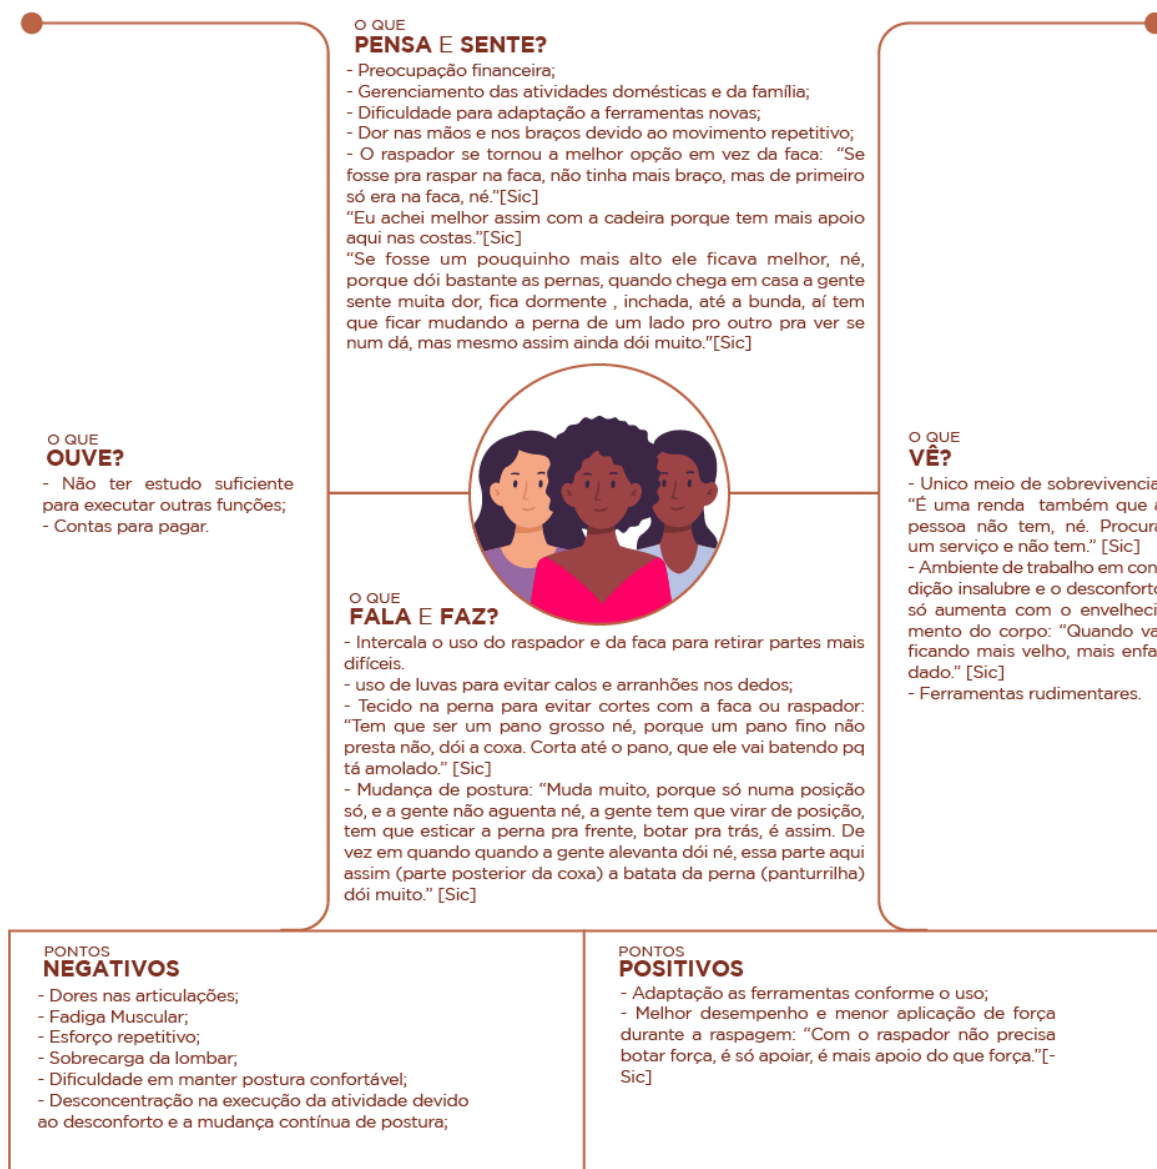 O QUE
PENSA E SENTE?
- Preocupação financeira;
- Gerenciamento das atividades domésticas e da família;
- Dificuldade para adaptação a ferramentas novas;
- Dor nas mãos e nos braços devido ao movimento repetitivo;
- O raspador se tornou a melhor opção em vez da faca: “Se
fosse pra raspar na faca, não tinha mais braço, mas de primeiro
só era na faca, né.”[Sic]
“Eu achei melhor assim com a cadeira porque tem mais apoio
aqui nas costas.”[Sic]
“Se fosse um pouquinho mais alto ele ficava melhor, né,
porque dói bastante as pernas, quando chega em casa a gente
sente muita dor, fica dormente , inchada, até a bunda, aí tem
que ficar mudando a perna de um lado pro outro pra ver se
num dá, mas mesmo assim ainda dói muito."[Sic]
O QUE
OUVE?
- Não ter estudo suficiente
para executar outras funções;
- Contas para pagar.
O QUE
VÊ?
- Unico meio de sobrevivencia
“É uma renda também que a
pessoa não tem, né. Procura
um serviço e não tem.” [Sic]
- Ambiente de trabalho em con
dição insalubre e o desconforto
só aumenta com o envelheci
mento do corpo: “Quando va
ficando mais velho, mais enfa
dado.” [Sic]
- Ferramentas rudimentares.
O QUE
FALA E FAZ?
- Intercala o uso do raspador e da faca para retirar partes mais
difíceis.
- uso de luvas para evitar calos e arranhões nos dedos;
- Tecido na perna para evitar cortes com a faca ou raspador:
“Tem que ser um pano grosso né, porque um pano fino não
presta não, dói a coxa. Corta até o pano, que ele vai batendo pq
tá amolado.” [Sic]
- Mudança de postura: “Muda muito, porque só numa posição
só, e a gente não aguenta né, a gente tem que virar de posição,
tem que esticar a perna pra frente, botar pra trás, é assim. De
vez em quando quando a gente alevanta dói né, essa parte aqui
assim (parte posterior da coxa) a batata da perna (panturrilha)
dói muito.” [Sic]
PONTOS
NEGATIVOS
- Dores nas articulações;
- Fadiga Muscular;
- Esforço repetitivo;
- Sobrecarga da lombar;
- Dificuldade em manter postura confortável;
- Desconcentração na execução da atividade devido
ao desconforto e a mudança contínua de postura;
PONTOS
POSITIVOS
- Adaptação as ferramentas conforme o uso;
- Melhor desempenho e menor aplicação de força
durante a raspagem: “Com o raspador não precisa
botar força, é só apoiar, é mais apoio do que força.”[-
Sic]